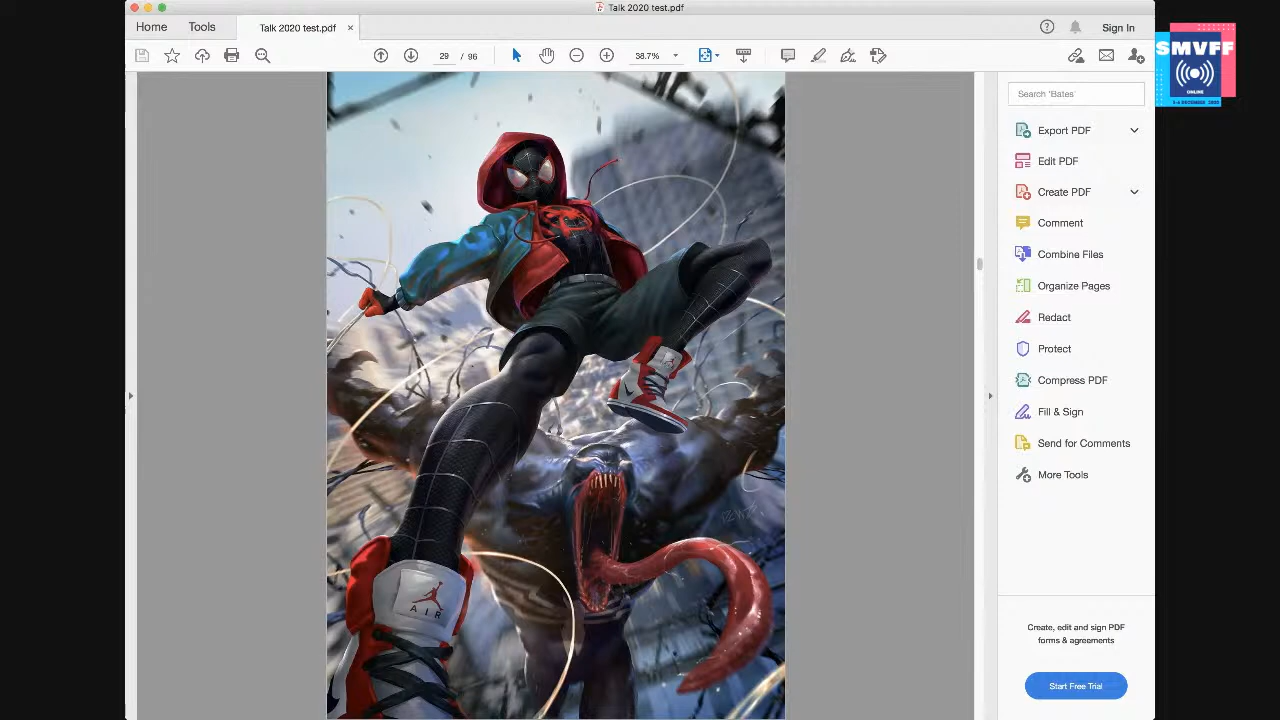 Talk 2020 test.pdf
Home
Tools
Talk 2020 test.pdf
Sign In
29 / 96
38.7%
SMVFF
ONLINE
Search 'Bates'
Export PDF
Edit PDF
Create PDF
Comment
Combine Files
Organize Pages
Redact
Protect
Compress PDF
Fill & Sign
Send for Comments
More Tools
Create, edit and sign PDF
forms & agreements
Start Free Trial
AIR